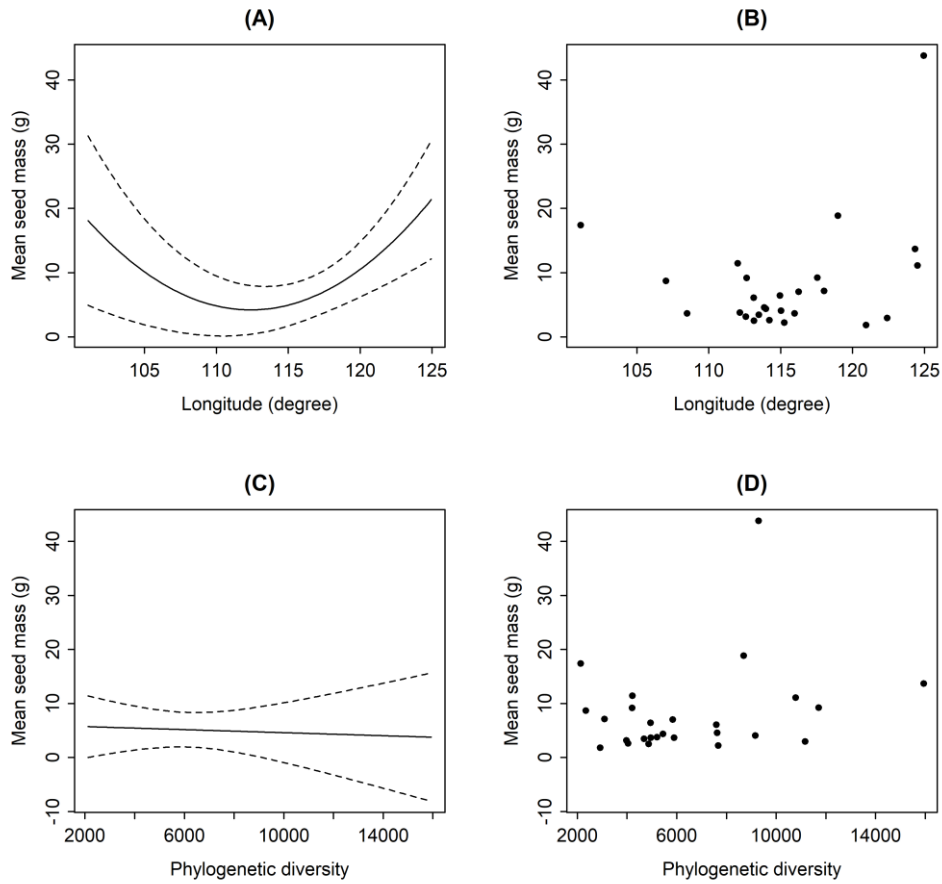 (A)
Mean seed mass (g)
40
30
20
10
0
105 110 115 120 125
Longitude (degree)
(B)
Mean seed mass (g)
40
30
20
10
0
105 110 115 120 125
Longitude (degree)
(C)
Mean seed mass (g)
40
30
20
10
0
-10
2000 6000 10000 14000
Phylogenetic diversity
(D)
Mean seed mass (g)
40
30
20
10
0
-10
2000 6000 10000 14000
Phylogenetic diversity